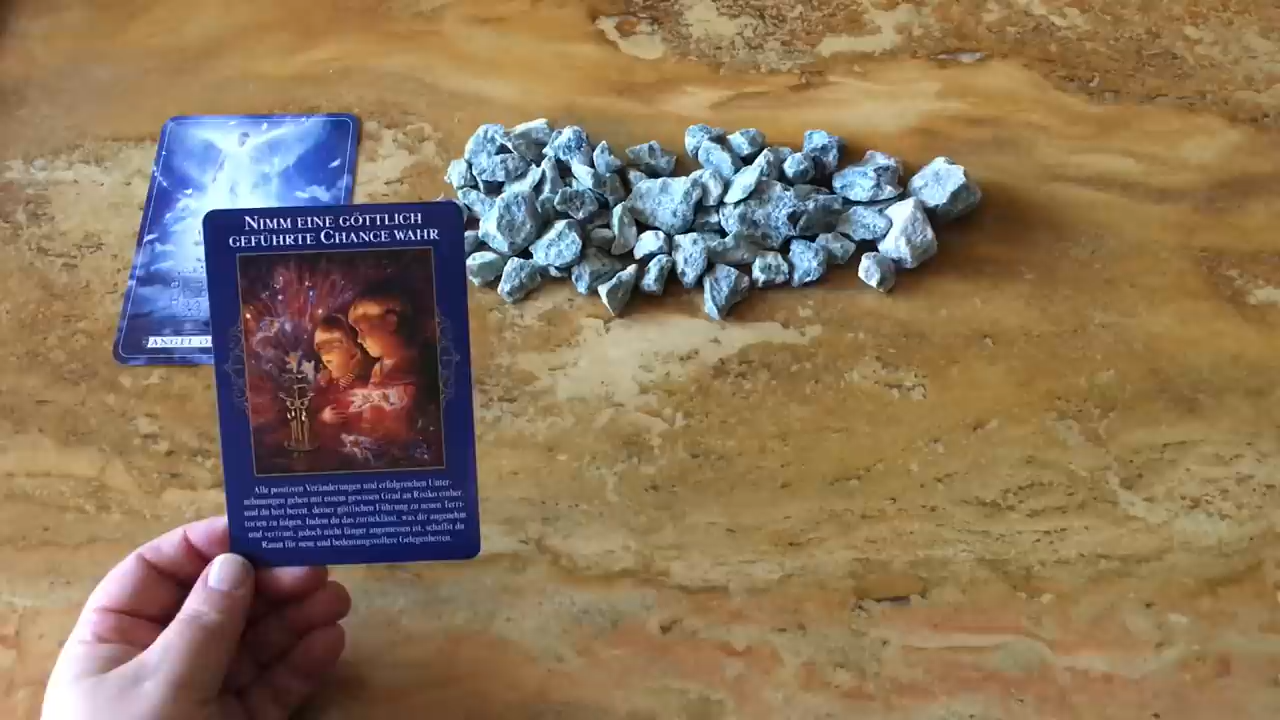 NIMM EINE GÖTTLICH
GEFÜHRTE CHANCE WAHR
Alle positiven Veränderungen und erfolgreichen Unter-
nehmungen gehen mit einem gewissen Grad an Risiko einher,
und du bist bereit, deiner göttlichen Führung zu neuen Terri-
torien zu folgen. Indem du das zurücklässt, was dir angenehm
und vertraut, jedoch nicht länger angemessen ist, schaffst du
Raum für neue und bedeutungsvollere Gelegenheiten.
ANGEL